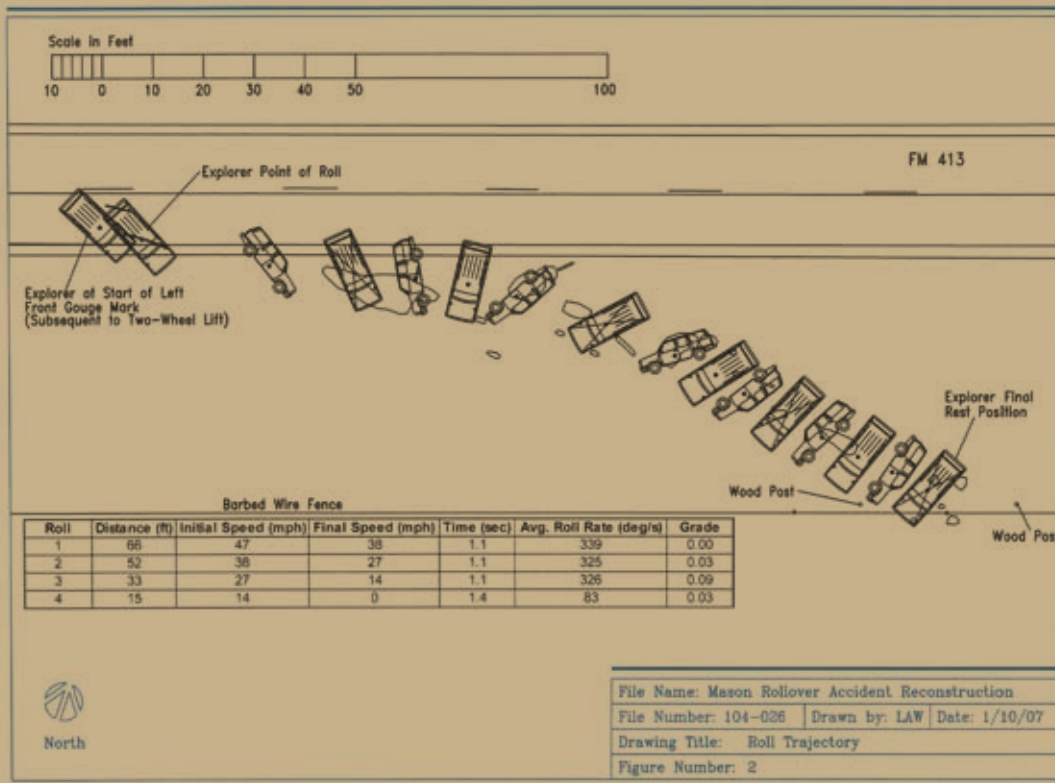 Scale in Feet
10 0 10 20 30 40 50 100
FM 413
Explorer Point of Roll
Explorer at Start of Left
Front Gouge Mark
(Subsequent to Two-Wheel Lift)
Explorer Final
Rest Position
Wood Post
Wood Pos
Barbed Wire Fence
Roll Distance (ft) Initial Speed (mph) Final Speed (mph) Time (sec) Avg. Roll Rate (deg/s) Grade
1 66 47 38 1.1 339 0.00
2 52 38 27 1.1 325 0.03
3 33 27 14 1.1 326 0.09
4 15 14 0 1.4 83 0.03
North
File Name: Mason Rollover Accident Reconstruction
File Number: 104-026 Drawn by: LAW Date: 1/10/07
Drawing Title: Roll Trajectory
Figure Number: 2